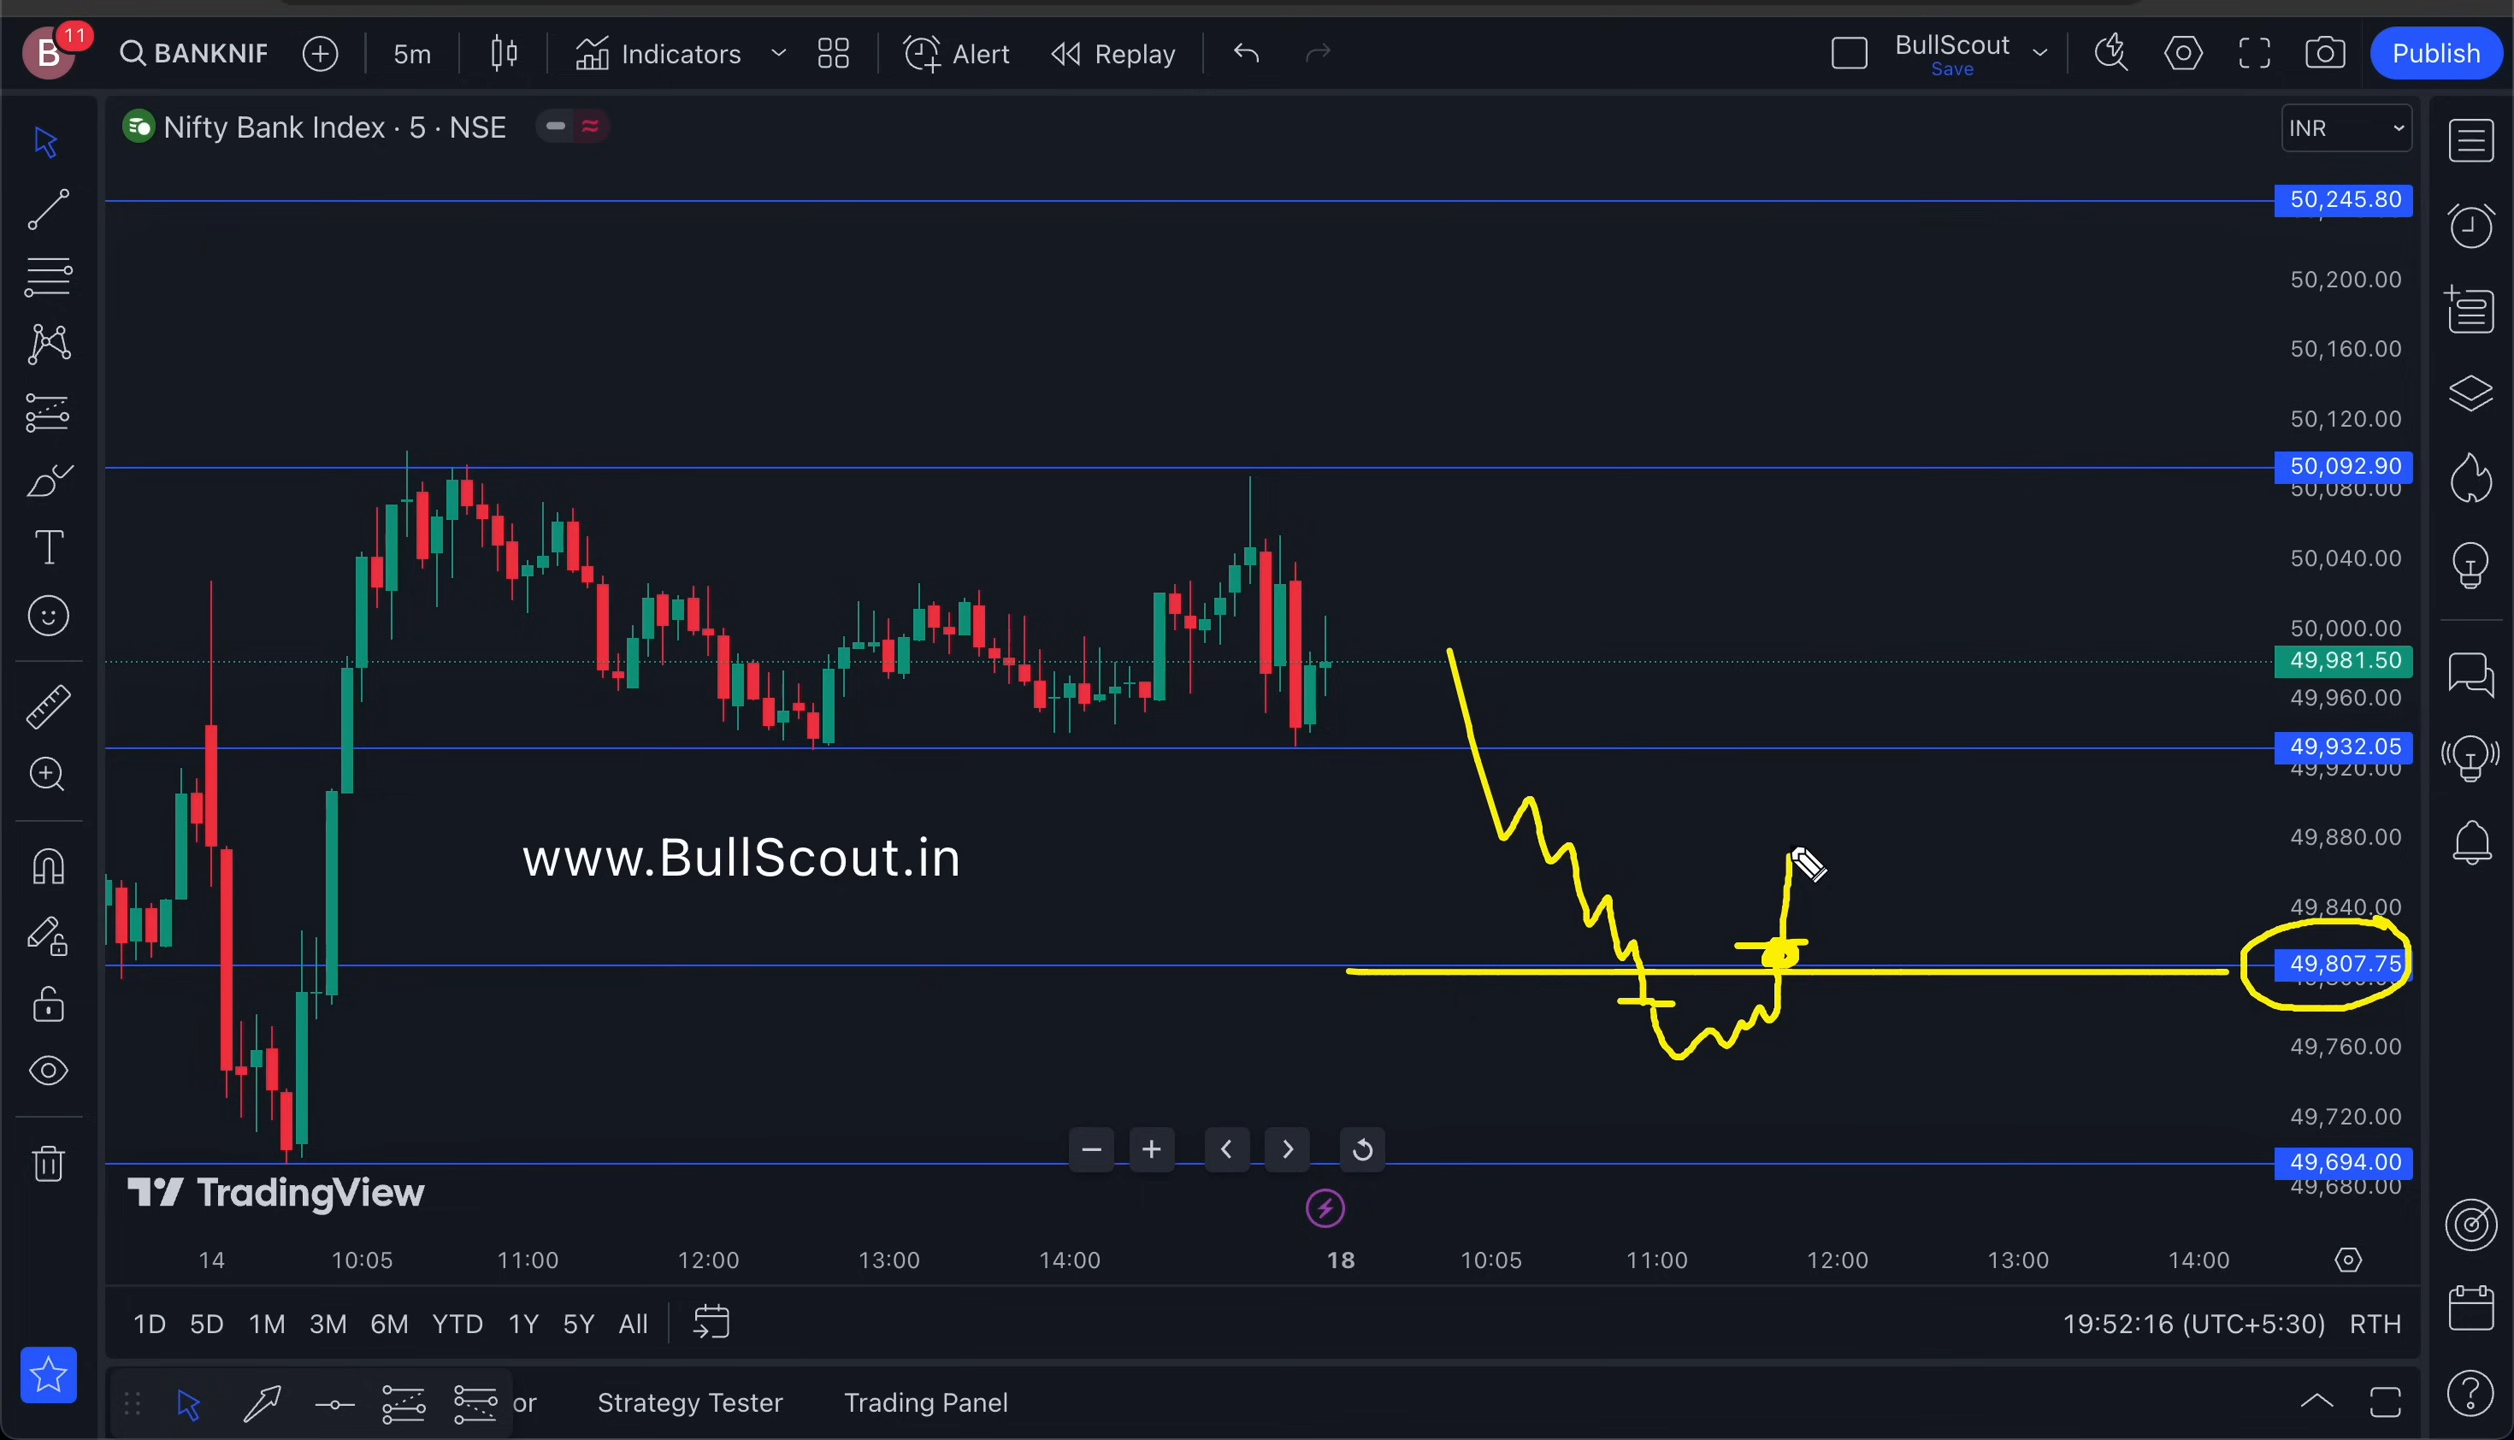 B
11
BANKNIF
5m
Indicators
Alert
Replay
BullScout
Save
Publish
Nifty Bank Index · 5 · NSE
INR
50,245.80
50,200.00
50,160.00
50,120.00
50,092.90
50,080.00
50,040.00
50,000.00
49,981.50
49,960.00
49,932.05
49,920.00
www.BullScout.in
49,880.00
49,840.00
49,807.75
49,760.00
49,720.00
49,694.00
49,680.00
TradingView
14 10:05 11:00 12:00 13:00 14:00 18 10:05 11:00 12:00 13:00 14:00
1D 5D 1M 3M 6M YTD 1Y 5Y All
19:52:16 (UTC+5:30) RTH
or Strategy Tester Trading Panel